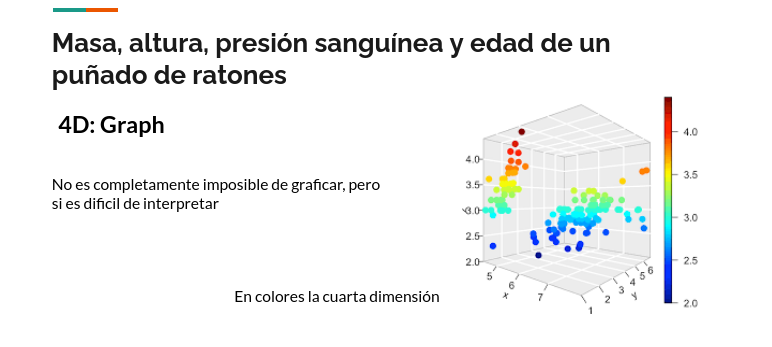 Masa, altura, presión sanguínea y edad de un
puñado de ratones
4D: Graph
No es completamente imposible de graficar, pero
si es dificil de interpretar
En colores la cuarta dimensión
4.0
3.5
3.0
2.5
2.0
5
6
7
x
1
2
3
4
5
6
y
4.0
3.5
3.0
2.5
2.0